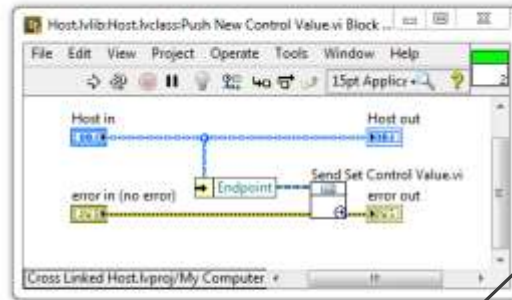 Host.lvlib:Host.lvclass:Push New Control Value.vi Block ...
File Edit View Project Operate Tools Window Help
15pt Applica
2
Host in
Host out
Endpoint
Send Set Control Value.vi
error in (no error)
error out
Cross Linked Host.lvproj/My Computer